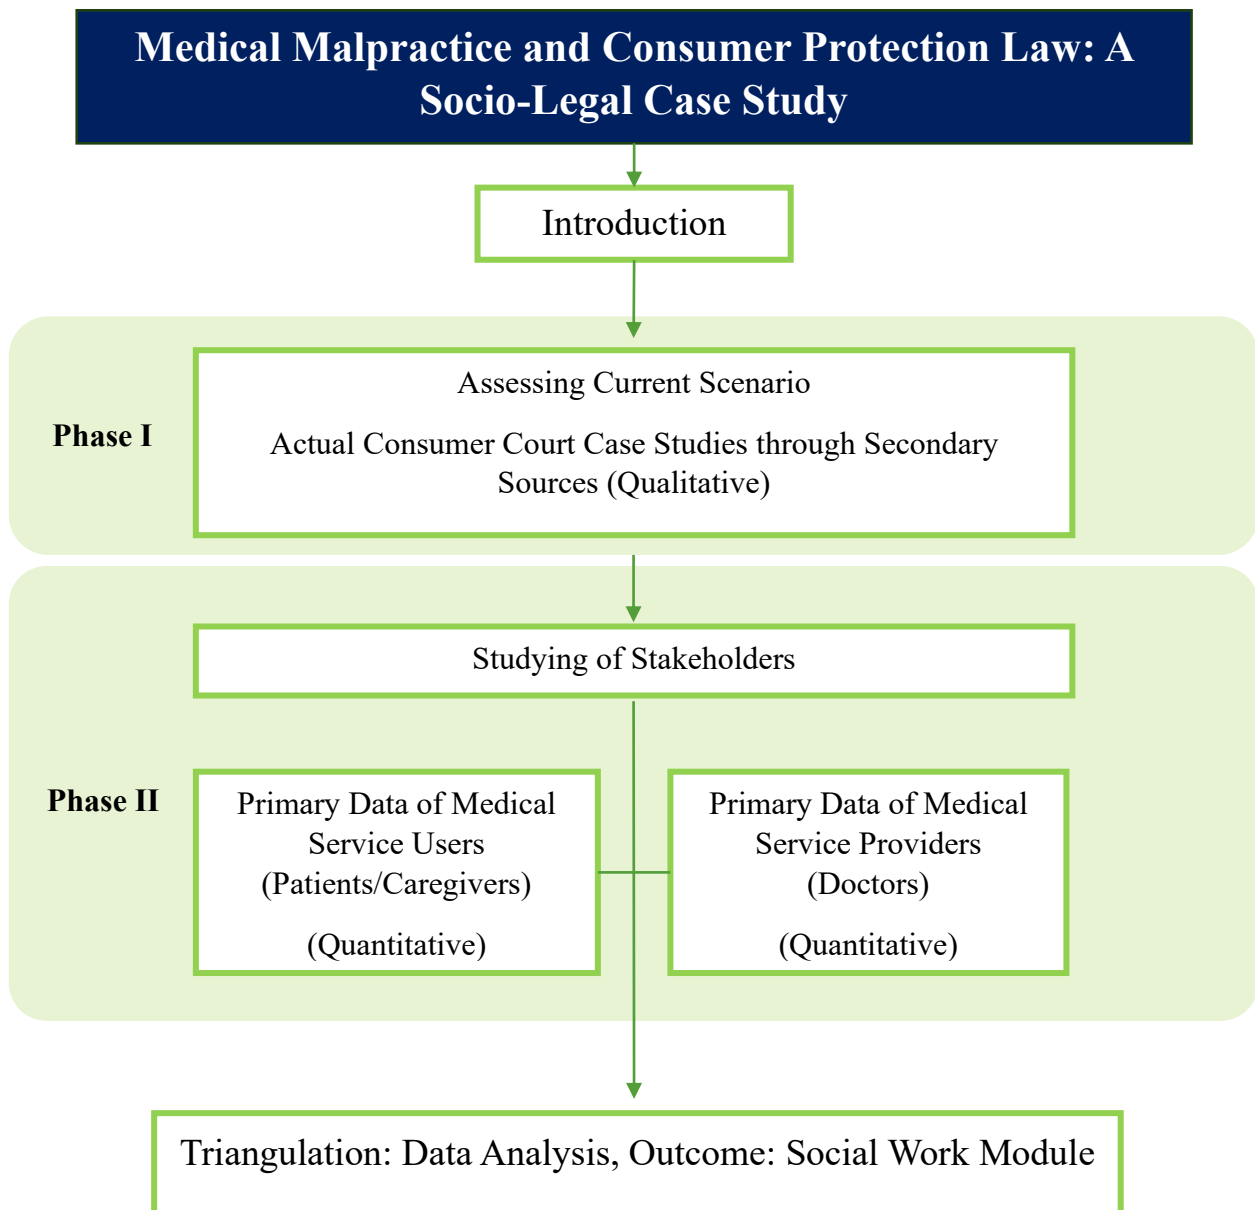 Medical Malpractice and Consumer Protection Law: A
Socio-Legal Case Study
Introduction
Phase I
Assessing Current Scenario
Actual Consumer Court Case Studies through Secondary
Sources (Qualitative)
Studying of Stakeholders
Phase II
Primary Data of Medical
Service Users
(Patients/Caregivers)
(Quantitative)
Primary Data of Medical
Service Providers
(Doctors)
(Quantitative)
Triangulation: Data Analysis, Outcome: Social Work Module